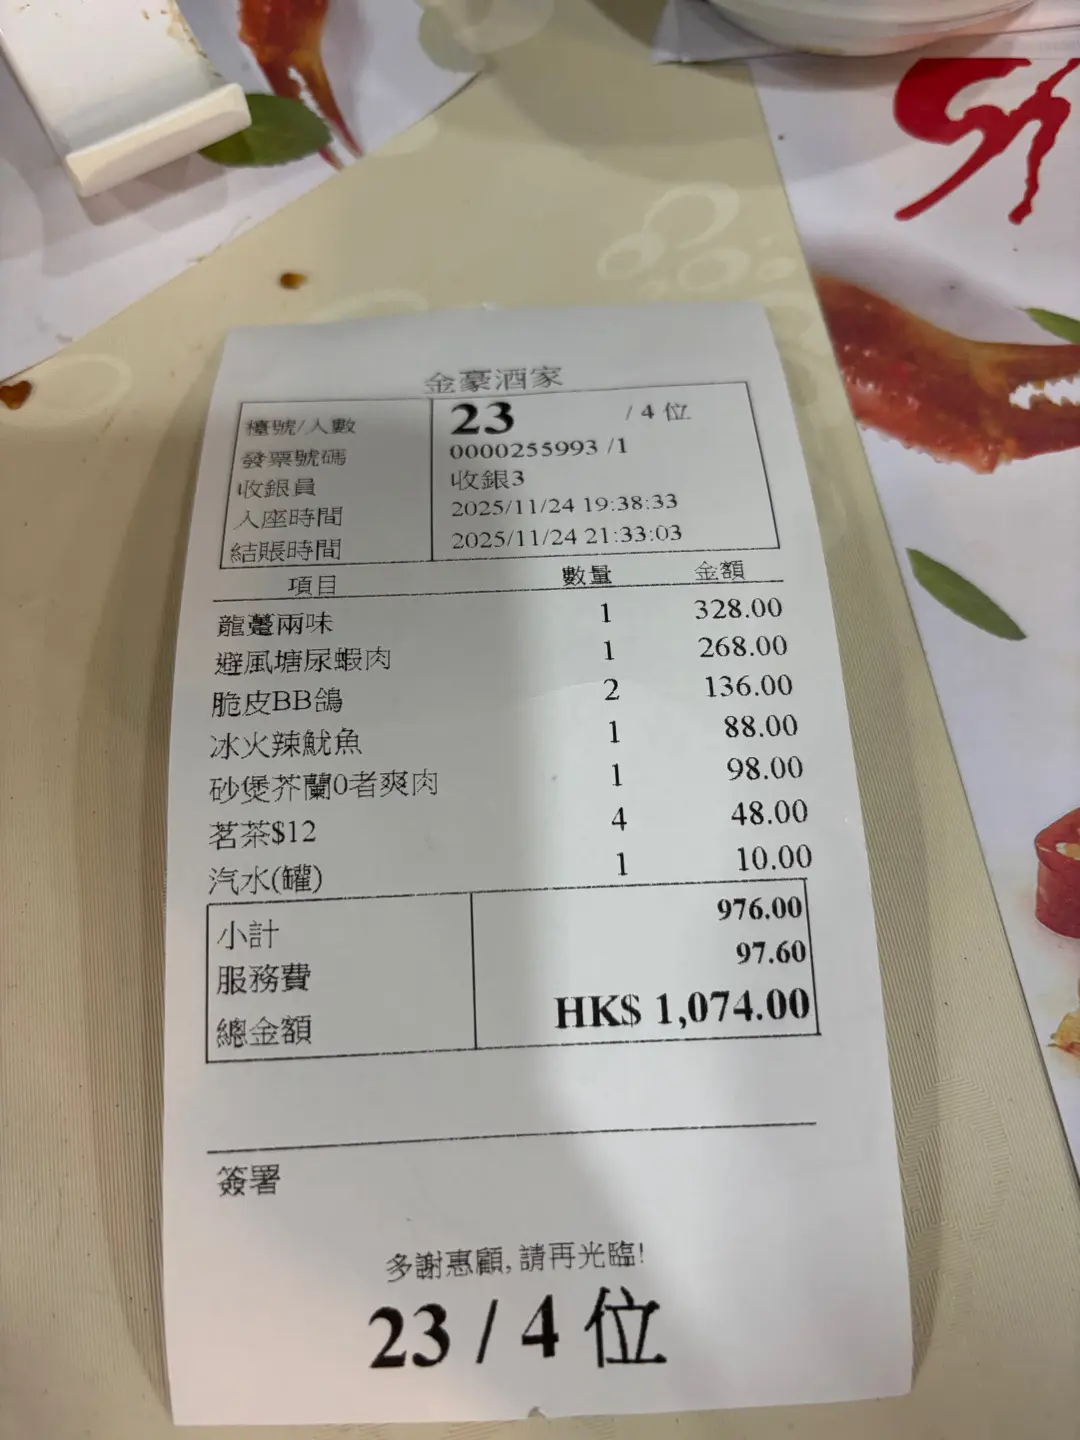 金豪酒家
檯號/人數 23 / 4 位
發票號碼 0000255993 /1
收銀員 收銀3
入座時間 2025/11/24 19:38:33
結賬時間 2025/11/24 21:33:03
項目 數量 金額
龍躉兩味 1 328.00
避風塘尿蝦肉 1 268.00
脆皮BB鴿 2 136.00
冰火辣魷魚 1 88.00
砂煲芥蘭0者爽肉 1 98.00
茗茶$12 4 48.00
汽水(罐) 1 10.00
小計 976.00
服務費 97.60
總金額 HK$ 1,074.00
簽署
多謝惠顧, 請再光臨!
23 / 4 位